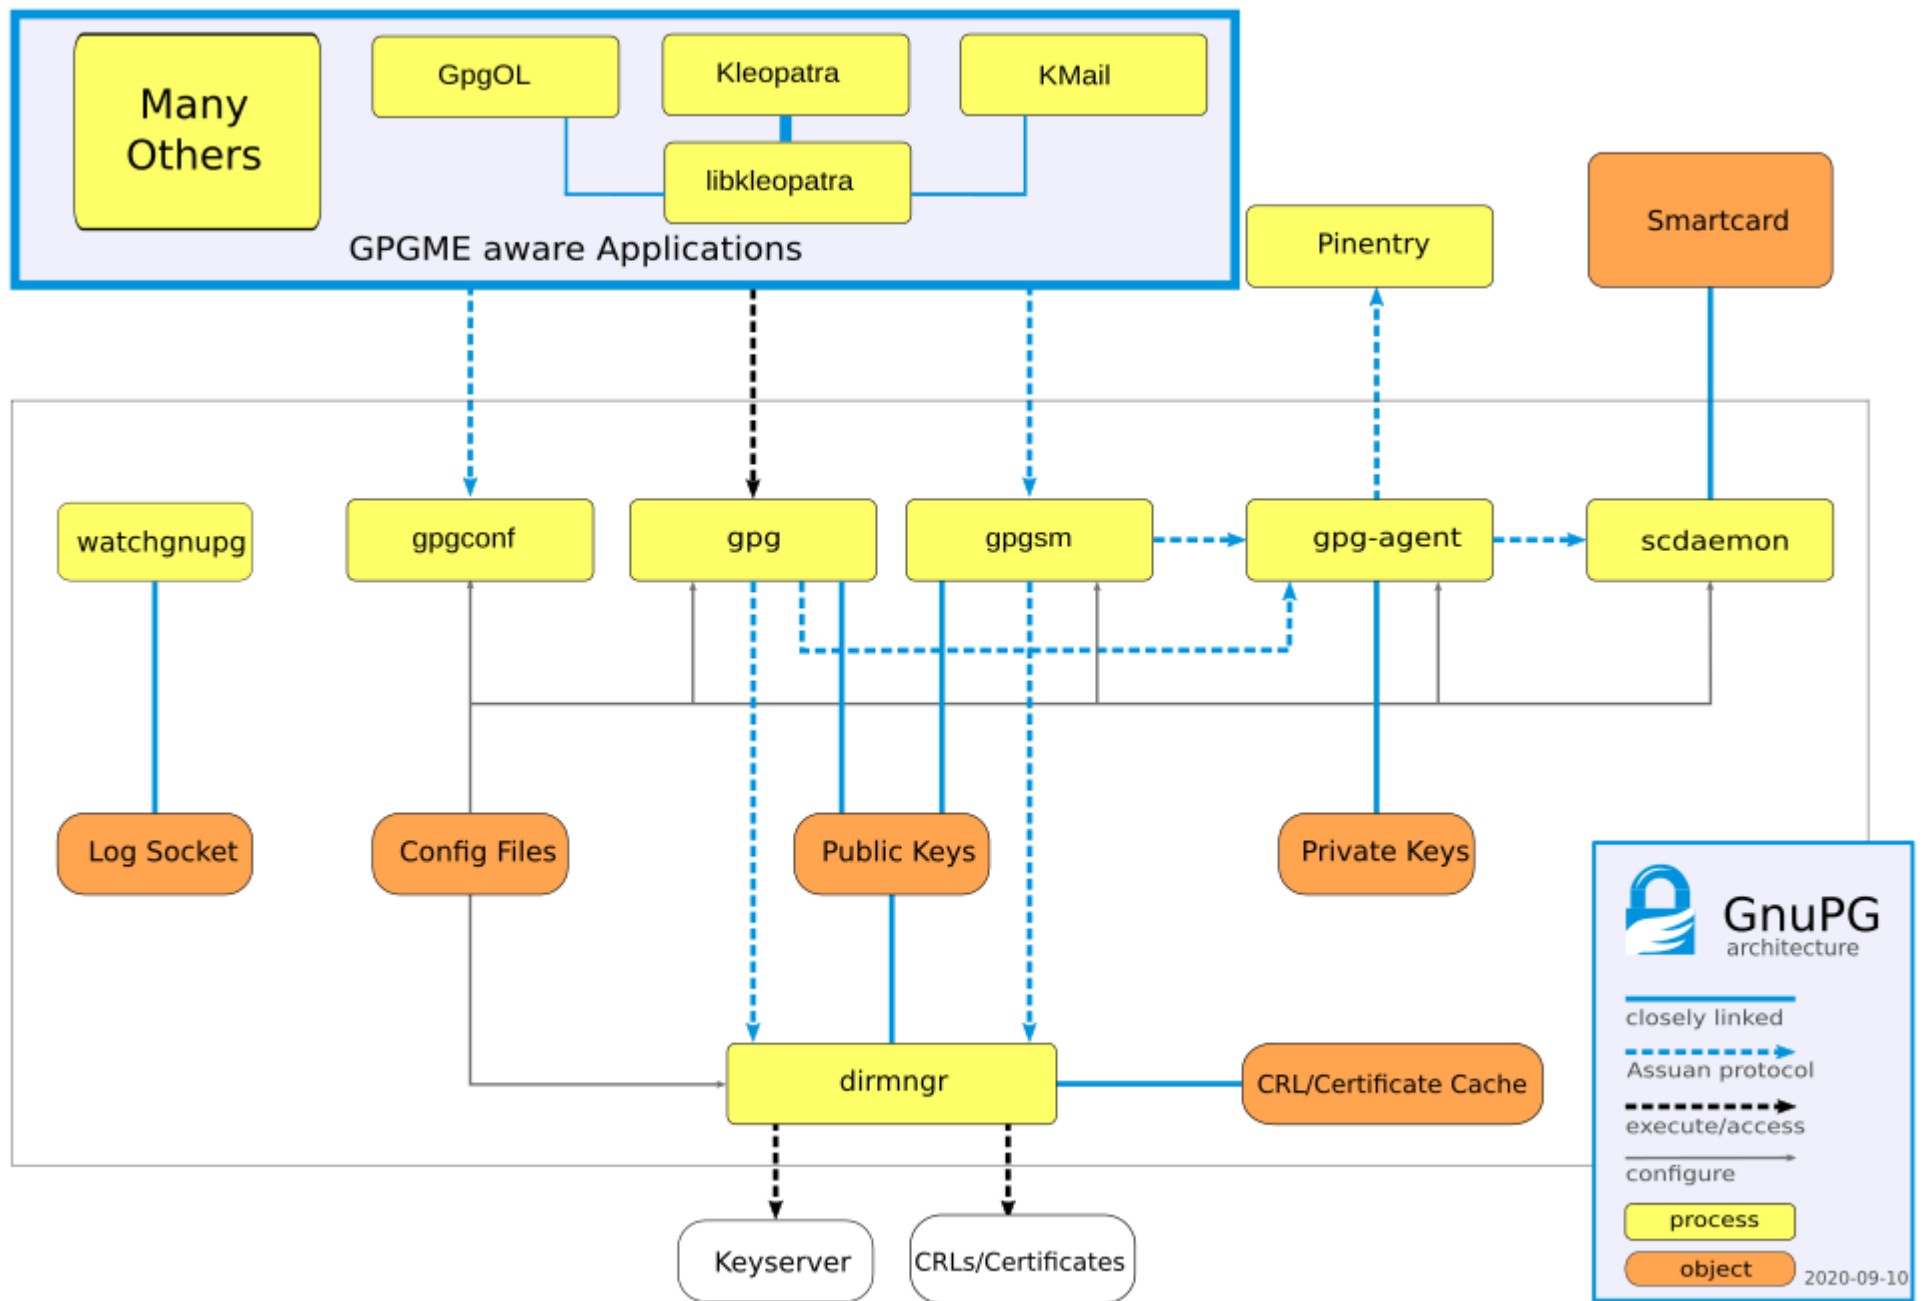 Many
Others
GpgOL
Kleopatra
KMail
libkleopatra
GPGME aware Applications
Pinentry
Smartcard
watchgnupg
gpgconf
gpg
gpgsm
gpg-agent
scdaemon
Log Socket
Config Files
Public Keys
Private Keys
dirmngr
CRL/Certificate Cache
Keyserver
CRLs/Certificates
GnuPG
architecture
closely linked
Assuan protocol
execute/access
configure
process
object
2020-09-10